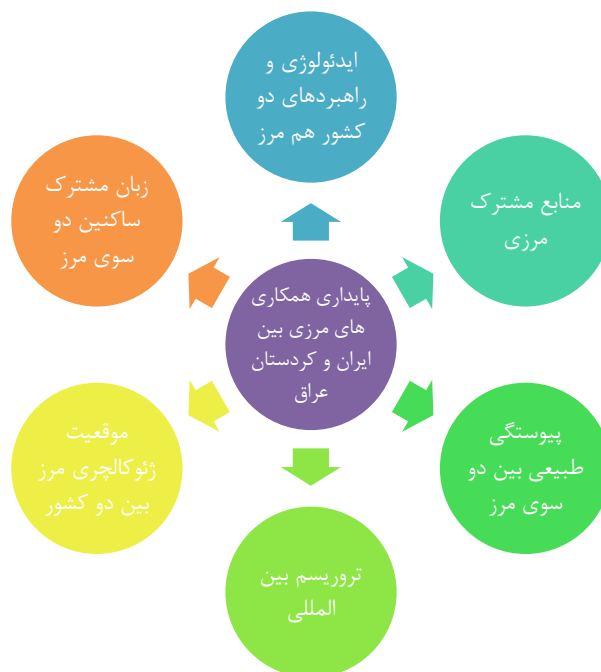 ایدئولوژی و
راهبردهای دو
کشور هم مرز
منابع مشترک
مرزی
پیوستگی
طبیعی بین دو
سوی مرز
تروریسم بین
المللی
موقعیت
ژئوکالچری مرز
بین دو کشور
زبان مشترک
ساکنین دو
سوی مرز
پایداری همکاری
های مرزی بین
ایران و کردستان
عراق